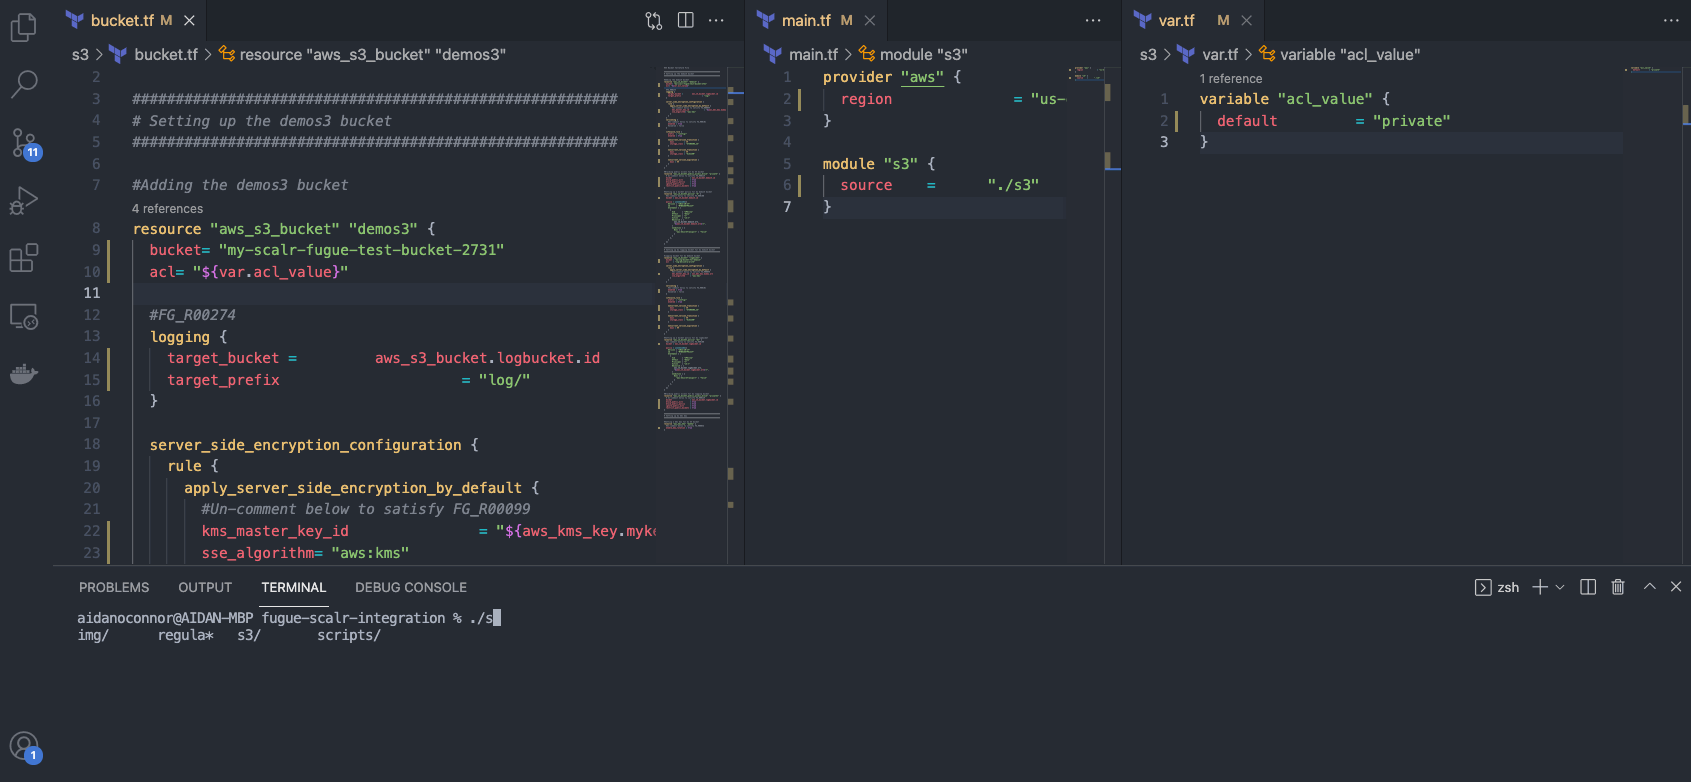 bucket.tf M
s3 > bucket.tf > resource "aws_s3_bucket" "demos3"
2
3 ########################################################
4 # Setting up the demos3 bucket
5 ########################################################
6
7 #Adding the demos3 bucket
4 references
8 resource "aws_s3_bucket" "demos3" {
9 bucket= "my-scalr-fugue-test-bucket-2731"
10 acl= "${var.acl_value}"
11
12 #FG_R00274
13 logging {
14 target_bucket = aws_s3_bucket.logbucket.id
15 target_prefix = "log/"
16 }
17
18 server_side_encryption_configuration {
19 rule {
20 apply_server_side_encryption_by_default {
21 #Un-comment below to satisfy FG_R00099
22 kms_master_key_id = "${aws_kms_key.myke
23 sse_algorithm= "aws:kms"
main.tf M
main.tf > module "s3"
1 provider "aws" {
2 region = "us-
3 }
4
5 module "s3" {
6 source = "./s3"
7 }
var.tf M
s3 > var.tf > variable "acl_value"
1 reference
1 variable "acl_value" {
2 default = "private"
3 }
11
1
PROBLEMS OUTPUT TERMINAL DEBUG CONSOLE
zsh
aidanoconnor@AIDAN-MBP fugue-scalr-integration % ./s
img/ regula* s3/ scripts/